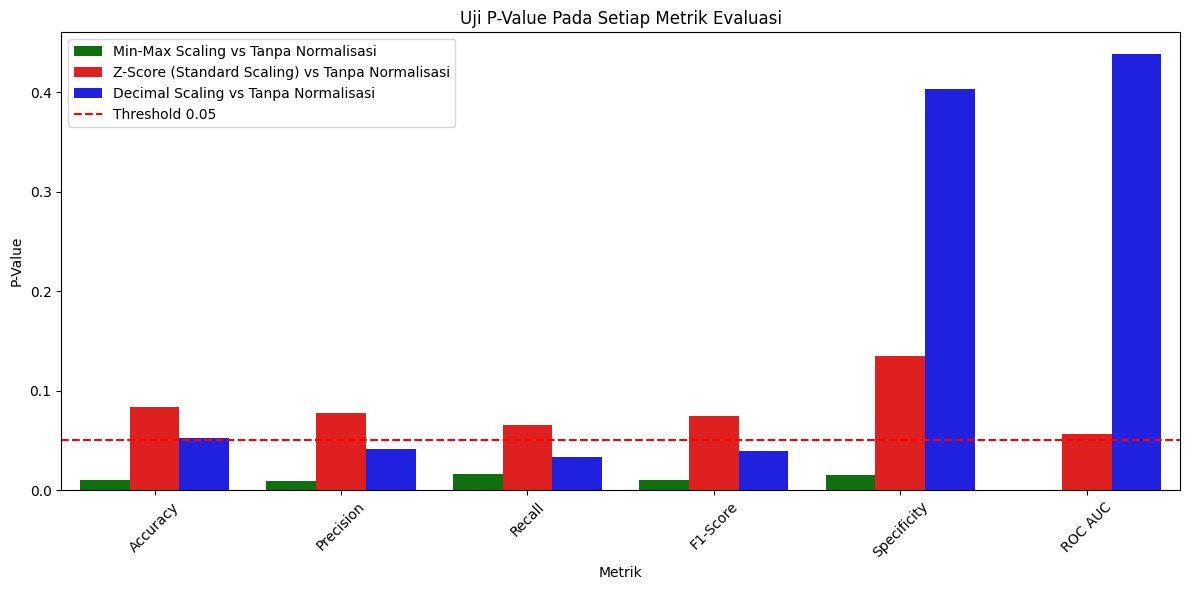 Uji P-Value Pada Setiap Metrik Evaluasi
Min-Max Scaling vs Tanpa Normalisasi
Z-Score (Standard Scaling) vs Tanpa Normalisasi
Decimal Scaling vs Tanpa Normalisasi
Threshold 0.05
P-Value
0.4
0.3
0.2
0.1
0.0
Accuracy
Precision
Recall
F1-Score
Specificity
ROC AUC
Metrik